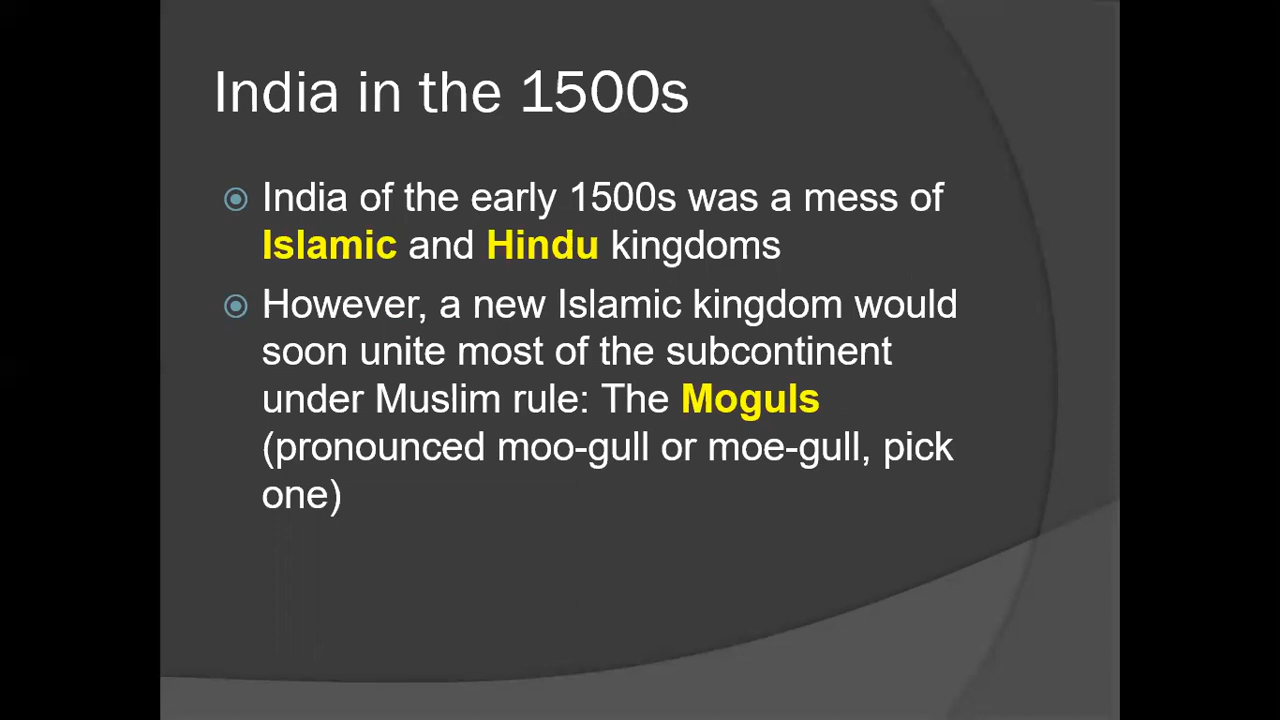 India in the 1500s
India of the early 1500s was a mess of
Islamic and Hindu kingdoms
However, a new Islamic kingdom would
soon unite most of the subcontinent
under Muslim rule: The Moguls
(pronounced moo-gull or moe-gull, pick
one)